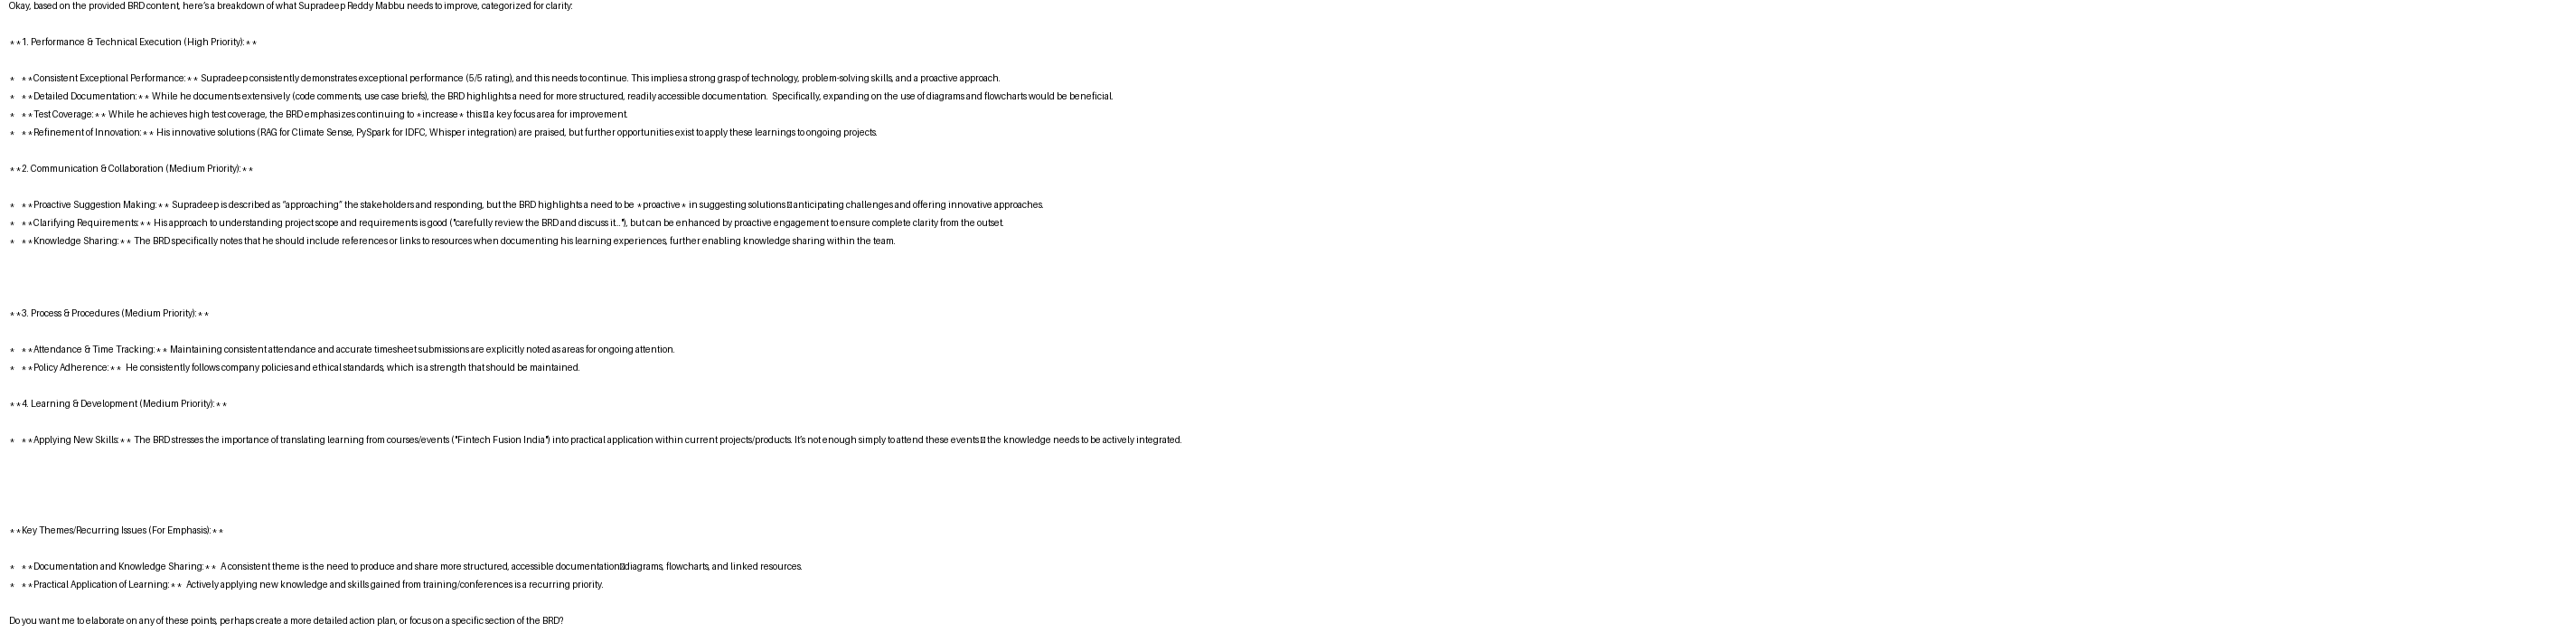 Okay, based on the provided BRD content, here's a breakdown of what Supradeep Reddy Mabbu needs to improve, categorized for clarity:
**1. Performance & Technical Execution (High Priority):**
* **Consistent Exceptional Performance:** Supradeep consistently demonstrates exceptional performance (5/5 rating), and this needs to continue. This implies a strong grasp of technology, problem-solving skills, and a proactive approach.
* **Detailed Documentation:** While he documents extensively (code comments, use case briefs), the BRD highlights a need for more structured, readily accessible documentation.  Specifically, expanding on the use of diagrams and flowcharts would be beneficial.
* **Test Coverage:** While he achieves high test coverage, the BRD emphasizes continuing to *increase* this▯a key focus area for improvement.
* **Refinement of Innovation:** His innovative solutions (RAG for Climate Sense, PySpark for IDFC, Whisper integration) are praised, but further opportunities exist to apply these learnings to ongoing projects.
**2. Communication & Collaboration (Medium Priority):**
* **Proactive Suggestion Making:** Supradeep is described as "approaching" the stakeholders and responding, but the BRD highlights a need to be *proactive* in suggesting solutions▯anticipating challenges and offering innovative approaches.
* **Clarifying Requirements:** His approach to understanding project scope and requirements is good ("carefully review the BRD and discuss it..."), but can be enhanced by proactive engagement to ensure complete clarity from the outset.
* **Knowledge Sharing:** The BRD specifically notes that he should include references or links to resources when documenting his learning experiences, further enabling knowledge sharing within the team.
**3. Process & Procedures (Medium Priority):**
* **Attendance & Time Tracking:** Maintaining consistent attendance and accurate timesheet submissions are explicitly noted as areas for ongoing attention.
* **Policy Adherence:**  He consistently follows company policies and ethical standards, which is a strength that should be maintained.
**4. Learning & Development (Medium Priority):**
* **Applying New Skills:** The BRD stresses the importance of translating learning from courses/events ("Fintech Fusion India") into practical application within current projects/products. It's not enough simply to attend these events▯the knowledge needs to be actively integrated.
**Key Themes/Recurring Issues (For Emphasis):**
* **Documentation and Knowledge Sharing:**  A consistent theme is the need to produce and share more structured, accessible documentation▯diagrams, flowcharts, and linked resources.
* **Practical Application of Learning:**  Actively applying new knowledge and skills gained from training/conferences is a recurring priority.
Do you want me to elaborate on any of these points, perhaps create a more detailed action plan, or focus on a specific section of the BRD?